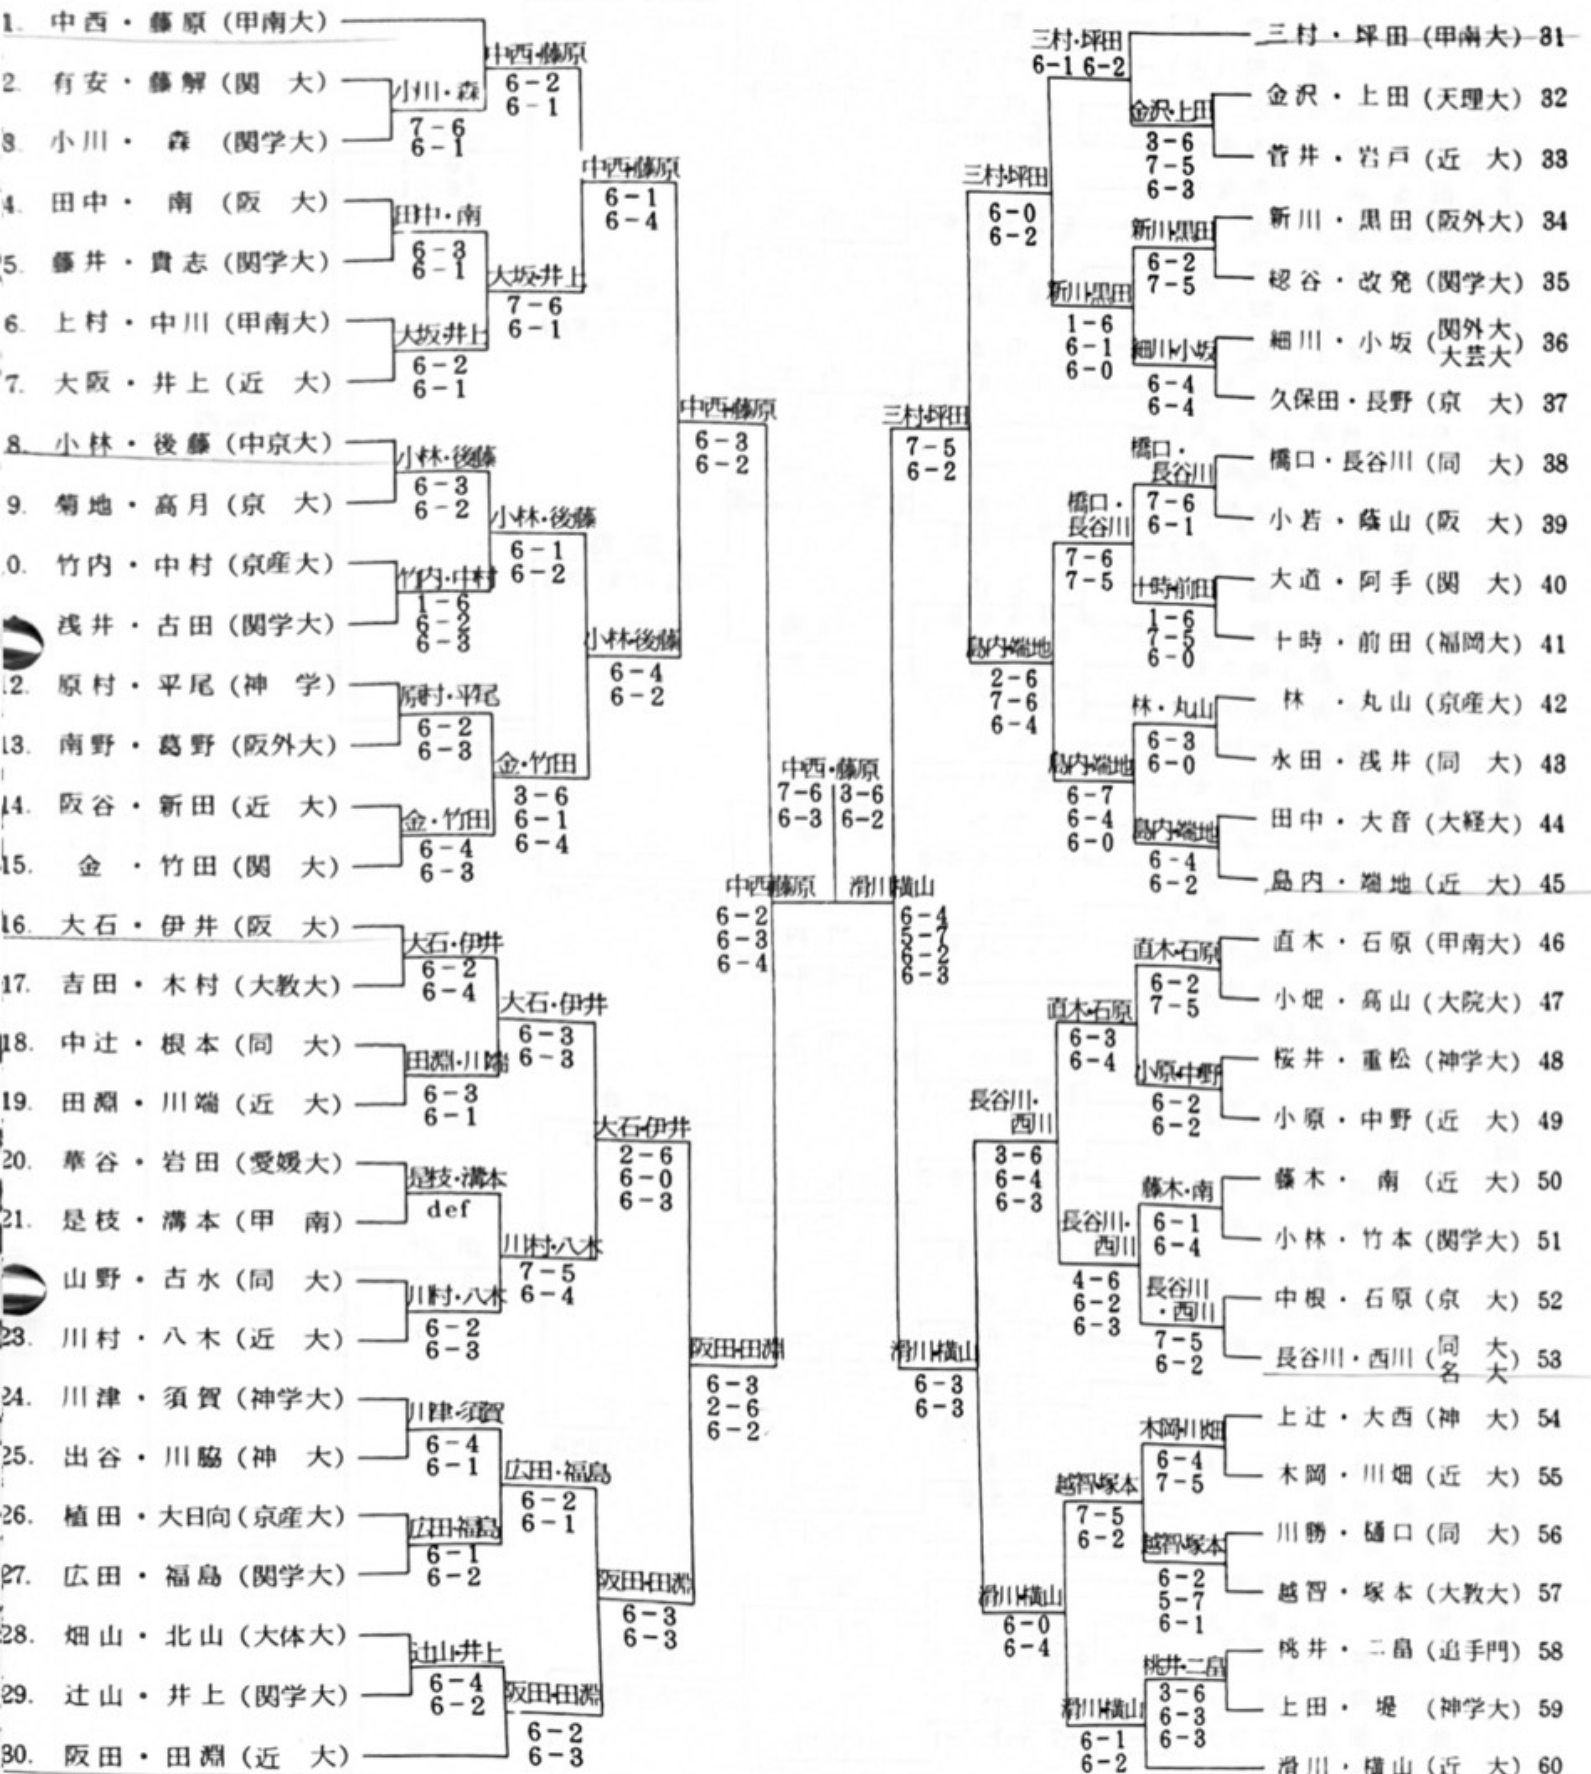 1. 中西・藤原(甲南大)
2. 有安・藤解(関 大)
3. 小川・ 森 (関学大)
4. 田中・ 南 (阪 大)
5. 藤井・貴志(関学大)
6. 上村・中川(甲南大)
7. 大阪・井上(近 大)
8. 小林・後藤(中京大)
9. 菊地・高月(京 大)
0. 竹内・中村(京産大)
浅井・古田(関学大)
12. 原村・平尾(神 学)
13. 南野・葛野(阪外大)
14. 阪谷・新田(近 大)
15. 金 ・竹田(関 大)
16. 大石・伊井(阪 大)
17. 吉田・木村(大教大)
18. 中辻・根本(同 大)
19. 田淵・川端(近 大)
20. 華谷・岩田(愛媛大)
21. 是枝・溝本(甲 南)
山野・古水(同 大)
23. 川村・八木(近 大)
24. 川津・須賀(神学大)
25. 出谷・川脇(神 大)
26. 植田・大日向(京産大)
27. 広田・福島(関学大)
28. 畑山・北山(大体大)
29. 辻山・井上(関学大)
30. 阪田・田淵(近 大)
小川・森
7-6
6-1
田中・南
6-3
6-1
大坂・井上
6-2
6-1
小林・後藤
6-3
6-2
竹内・中村
1-6
6-2
6-3
原村・平尾
6-2
6-3
金・竹田
6-4
6-3
大石・伊井
6-2
6-4
田淵・川端
6-3
6-1
是枝・溝本
def
川村・八木
6-2
6-3
川津・須賀
6-4
6-1
広田・福島
6-1
6-2
辻山・井上
6-4
6-2
中西・藤原
6-2
6-1
大坂・井上
7-6
6-1
小林・後藤
6-1
6-2
金・竹田
3-6
6-1
6-4
大石・伊井
6-3
6-3
川村・八木
7-5
6-4
広田・福島
6-2
6-1
阪田・田淵
6-2
6-3
中西・藤原
6-1
6-4
小林・後藤
6-4
6-2
大石・伊井
2-6
6-0
6-3
阪田・田淵
6-3
6-3
中西・藤原
6-3
6-2
阪田・田淵
6-3
2-6
6-2
中西・藤原
7-6 3-6
6-3 6-2
中西・藤原
6-2
6-3
6-4
滑川・横山
6-4
5-7
6-2
6-3
三村・坪田
7-5
6-2
滑川・横山
6-3
6-3
三村・坪田
6-0
6-2
島内・端地
2-6
7-6
6-4
長谷川・
西川
3-6
6-4
6-3
滑川・横山
6-0
6-4
三村・坪田
6-1 6-2
新川・黒田
1-6
6-1
6-0
橋口・
長谷川
7-6
7-5
島内・端地
6-7
6-4
6-0
直木・石原
6-3
6-4
長谷川・
西川
4-6
6-2
6-3
越智・塚本
7-5
6-2
滑川・横山
6-1
6-2
金沢・上田
3-6
7-5
6-3
新川・黒田
6-2
7-5
細川・小坂
6-4
6-4
橋口・
長谷川
7-6
6-1
十時・前田
1-6
7-5
6-0
林・丸山
6-3
6-0
島内・端地
6-4
6-2
直木・石原
6-2
7-5
小原・中野
6-2
6-2
藤木・南
6-1
6-4
長谷川
・西川
7-5
6-2
木岡・川畑
6-4
7-5
越智・塚本
6-2
5-7
6-1
桃井・二畠
3-6
6-3
6-3
三村・坪田(甲南大) 31
金沢・上田(天理大) 32
菅井・岩戸(近 大) 33
新川・黒田(阪外大) 34
谷・改発(関学大) 35
細川・小坂(関外大 大芸大) 36
久保田・長野(京 大) 37
橋口・長谷川(同 大) 38
小若・蔭山(阪 大) 39
大道・阿手(関 大) 40
十時・前田(福岡大) 41
林 ・丸山(京産大) 42
永田・浅井(同 大) 43
田中・大音(大経大) 44
島内・端地(近 大) 45
直木・石原(甲南大) 46
小畑・高山(大院大) 47
桜井・重松(神学大) 48
小原・中野(近 大) 49
藤木・ 南 (近 大) 50
小林・竹本(関学大) 51
中根・石原(京 大) 52
長谷川・西川(同 大 名 大) 53
上辻・大西(神 大) 54
木岡・川畑(近 大) 55
川勝・樋口(同 大) 56
越智・塚本(大教大) 57
桃井・二畠(追手門) 58
上田・ 堤 (神学大) 59
滑川・横山(近 大) 60